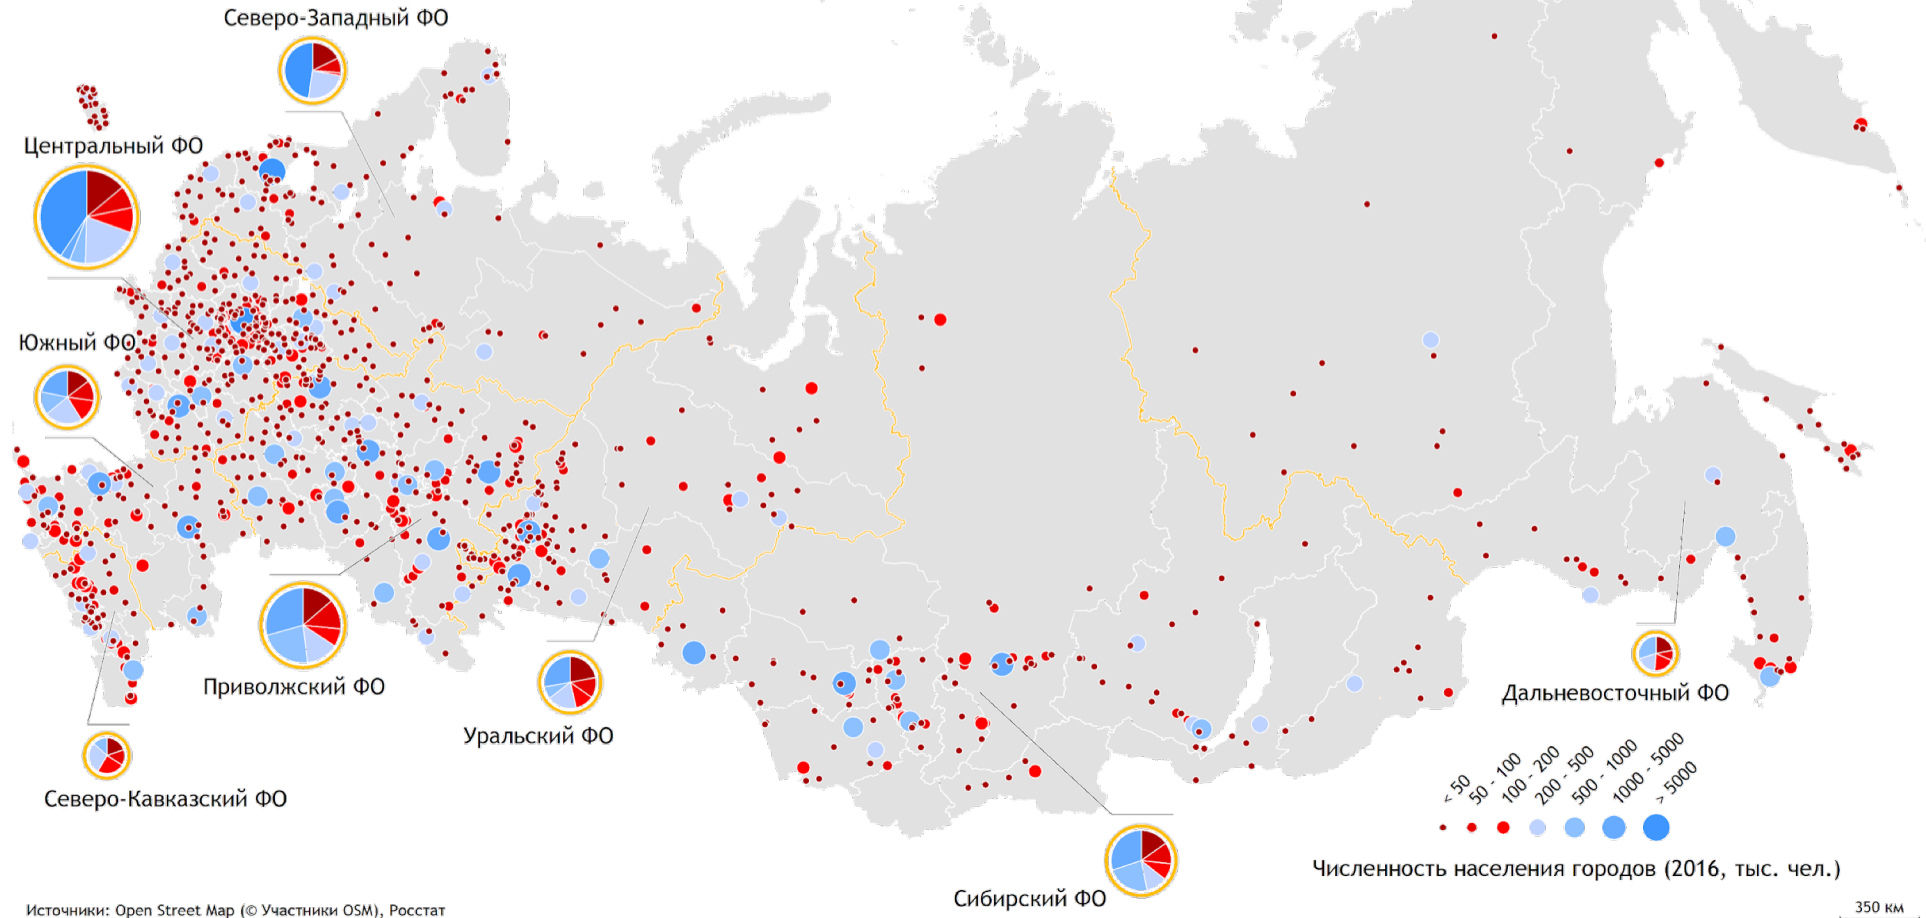 Северо-Западный ФО
Центральный ФО
Южный ФО
Приволжский ФО
Уральский ФО
Северо-Кавказский ФО
Сибирский ФО
Дальневосточный ФО
< 50
50 - 100
100 - 200
200 - 500
500 - 1000
1000 - 5000
> 5000
Численность населения городов (2016, тыс. чел.)
Источники: Open Street Map (© Участники OSM), Росстат
350 км